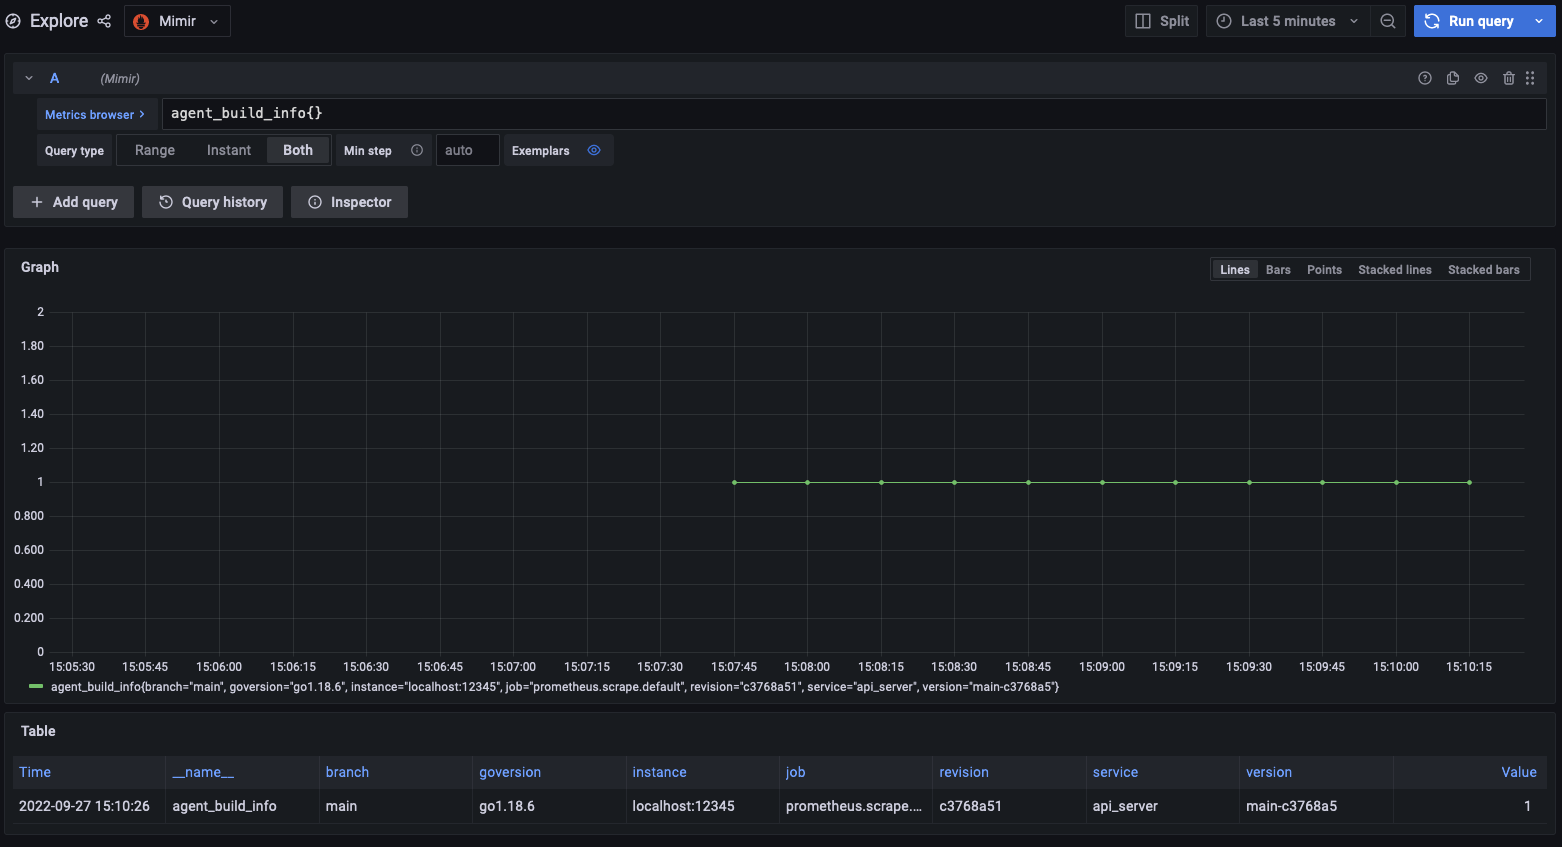 Explore Mimir Split Last 5 minutes Run query
A (Mimir)
Metrics browser > agent_build_info{}
Query type Range Instant Both Min step auto Exemplars
+ Add query Query history Inspector
Graph
Lines Bars Points Stacked lines Stacked bars
2
1.80
1.60
1.40
1.20
1
0.800
0.600
0.400
0.200
0
15:05:30 15:05:45 15:06:00 15:06:15 15:06:30 15:06:45 15:07:00 15:07:15 15:07:30 15:07:45 15:08:00 15:08:15 15:08:30 15:08:45 15:09:00 15:09:15 15:09:30 15:09:45 15:10:00 15:10:15
agent_build_info{branch="main", goversion="go1.18.6", instance="localhost:12345", job="prometheus.scrape.default", revision="c3768a51", service="api_server", version="main-c3768a5"}
Table
Time __name__ branch goversion instance job revision service version Value
2022-09-27 15:10:26 agent_build_info main go1.18.6 localhost:12345 prometheus.scrape.... c3768a51 api_server main-c3768a5 1